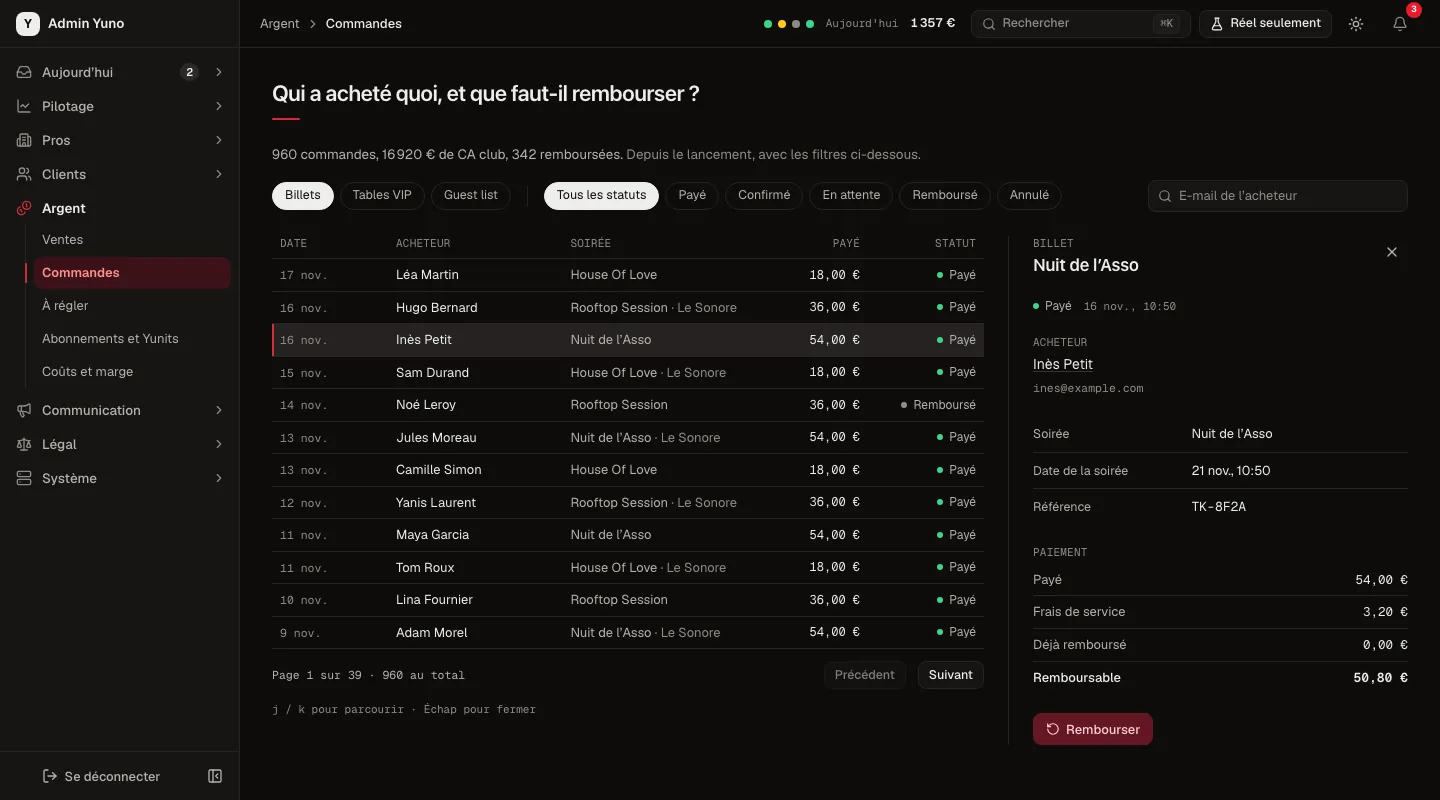 Y Admin Yuno
Argent > Commandes
Aujourd'hui 1 357 € Rechercher ⌘K Réel seulement 3
Aujourd'hui 2
Pilotage
Pros
Clients
Argent
Ventes
Commandes
À régler
Abonnements et Yunits
Coûts et marge
Communication
Légal
Système
Se déconnecter
Qui a acheté quoi, et que faut-il rembourser ?
960 commandes, 16 920 € de CA club, 342 remboursées. Depuis le lancement, avec les filtres ci-dessous.
Billets Tables VIP Guest list Tous les statuts Payé Confirmé En attente Remboursé Annulé E-mail de l'acheteur
DATE ACHETEUR SOIRÉE PAYÉ STATUT
17 nov. Léa Martin House Of Love 18,00 € Payé
16 nov. Hugo Bernard Rooftop Session · Le Sonore 36,00 € Payé
16 nov. Inès Petit Nuit de l'Asso 54,00 € Payé
15 nov. Sam Durand House Of Love · Le Sonore 18,00 € Payé
14 nov. Noé Leroy Rooftop Session 36,00 € Remboursé
13 nov. Jules Moreau Nuit de l'Asso · Le Sonore 54,00 € Payé
13 nov. Camille Simon House Of Love 18,00 € Payé
12 nov. Yanis Laurent Rooftop Session · Le Sonore 36,00 € Payé
11 nov. Maya Garcia Nuit de l'Asso 54,00 € Payé
11 nov. Tom Roux House Of Love · Le Sonore 18,00 € Payé
10 nov. Lina Fournier Rooftop Session 36,00 € Payé
9 nov. Adam Morel Nuit de l'Asso · Le Sonore 54,00 € Payé
Page 1 sur 39 · 960 au total Précédent Suivant
j / k pour parcourir · Échap pour fermer
BILLET
Nuit de l'Asso
Payé 16 nov., 10:50
ACHETEUR
Inès Petit
ines@example.com
Soirée Nuit de l'Asso
Date de la soirée 21 nov., 10:50
Référence TK-8F2A
PAIEMENT
Payé 54,00 €
Frais de service 3,20 €
Déjà remboursé 0,00 €
Remboursable 50,80 €
Rembourser